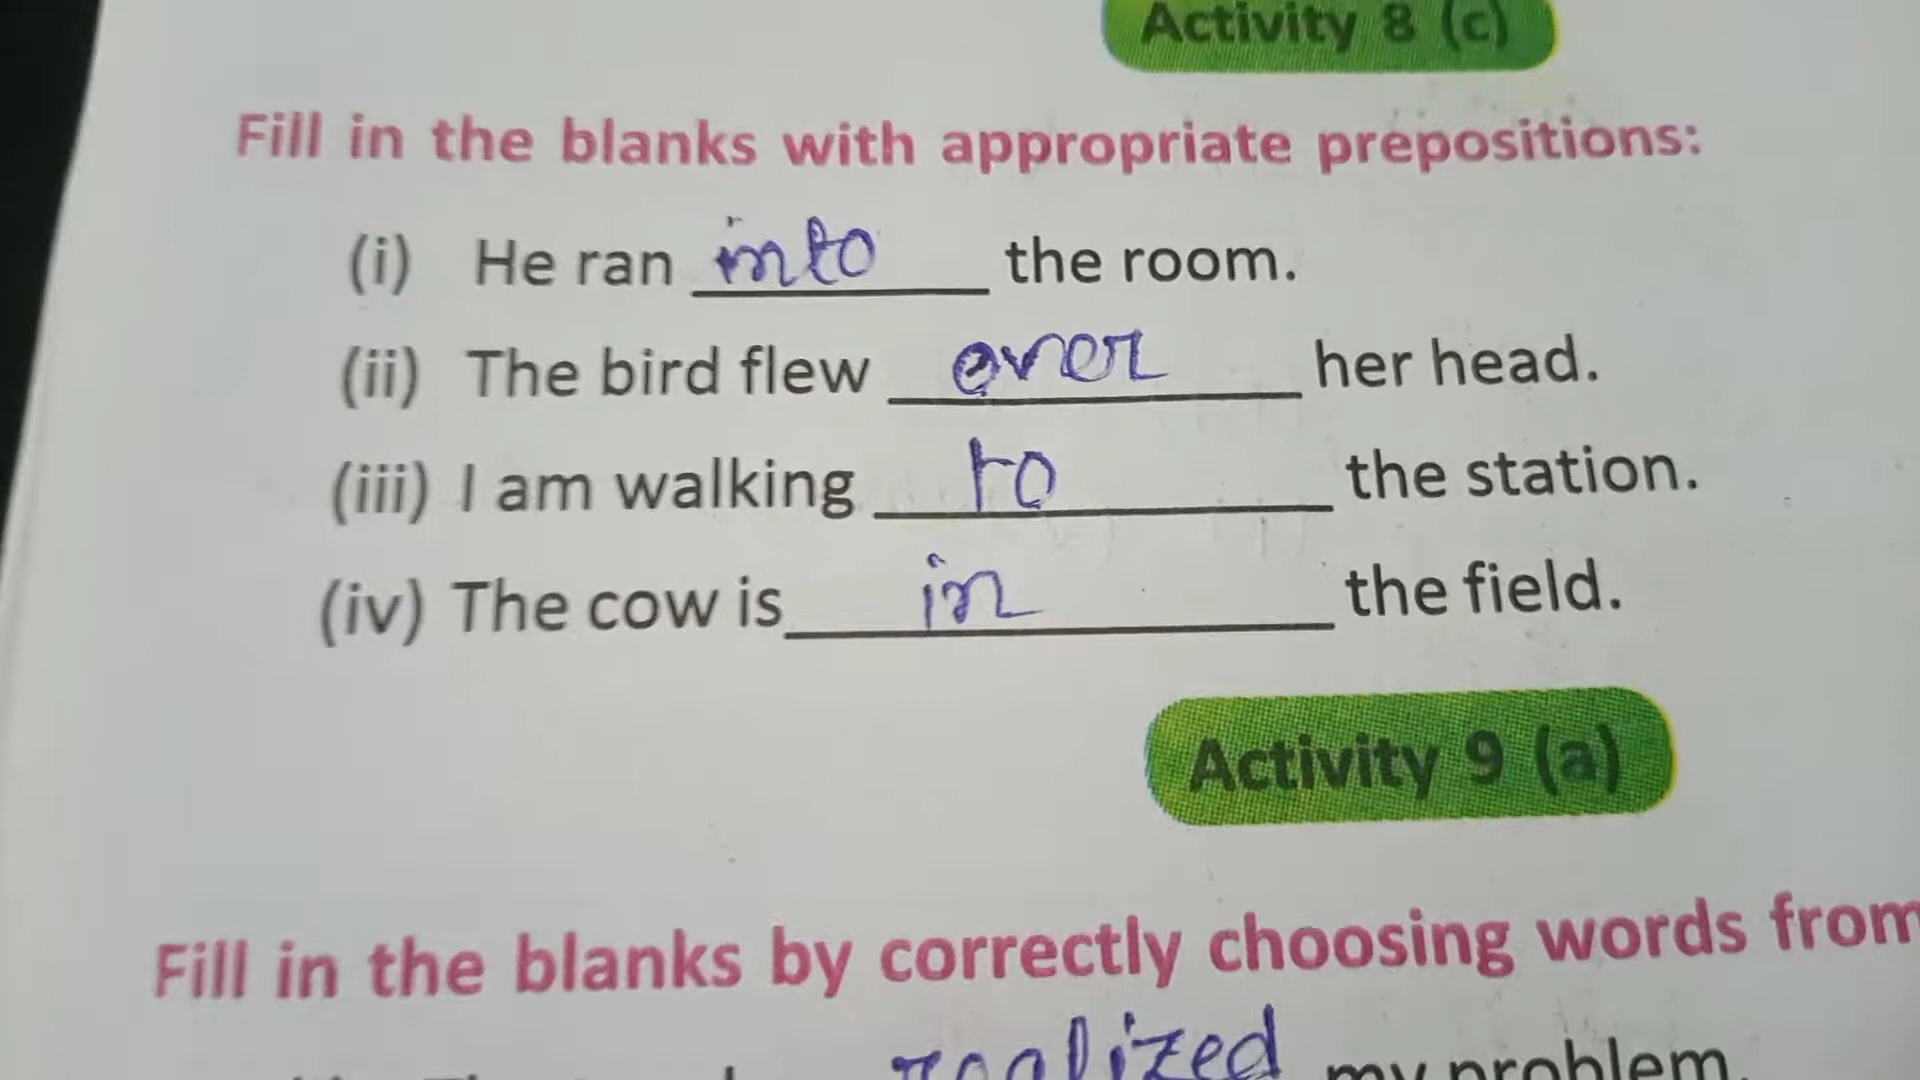 Activity 8 (c)
Fill in the blanks with appropriate prepositions:
(i) He ran into the room.
(ii) The bird flew over her head.
(iii) I am walking to the station.
(iv) The cow is in the field.
Activity 9 (a)
Fill in the blanks by correctly choosing words from
realized my problem.